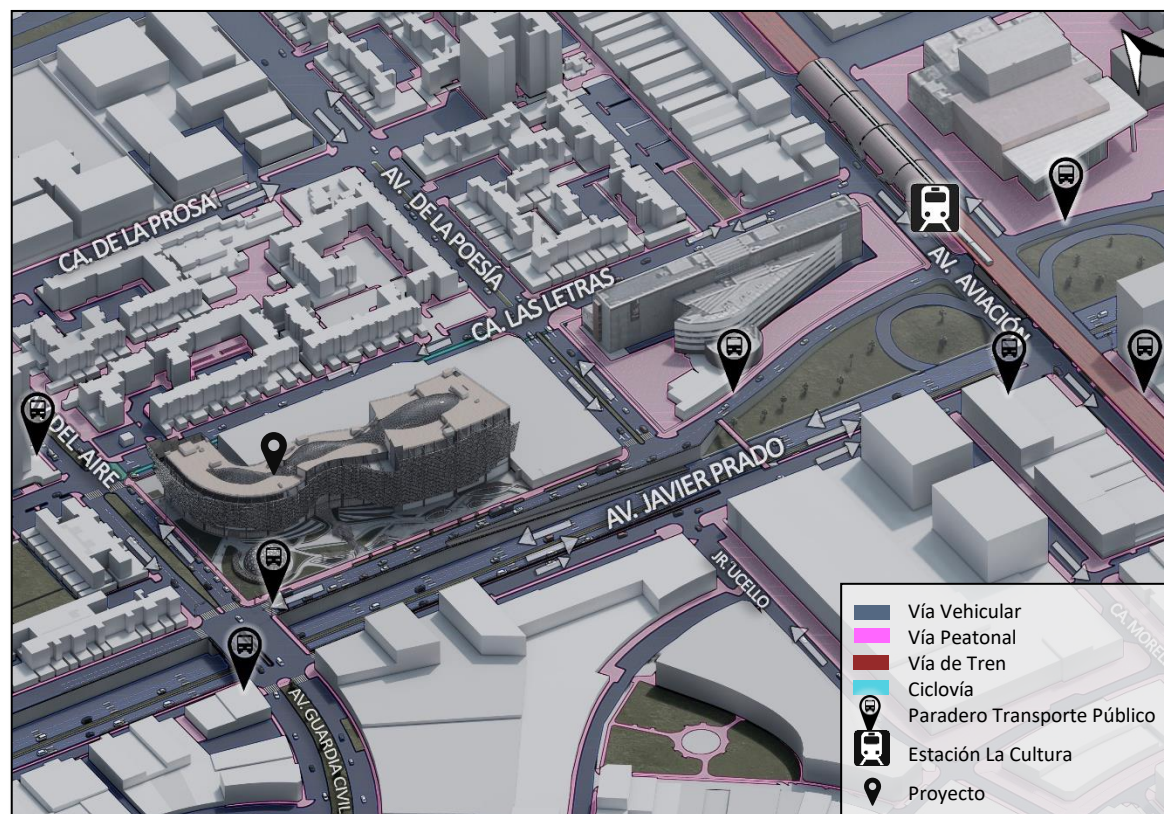 CA. DE LA PROSA
AV. DE LA POESÍA
CA. LAS LETRAS
AV. AVIACIÓN
DEL AIRE
AV. JAVIER PRADO
JR. UCELLO
AV. GUARDIA CIVIL
Vía Vehicular
Vía Peatonal
Vía de Tren
Ciclovía
Paradero Transporte Público
Estación La Cultura
Proyecto